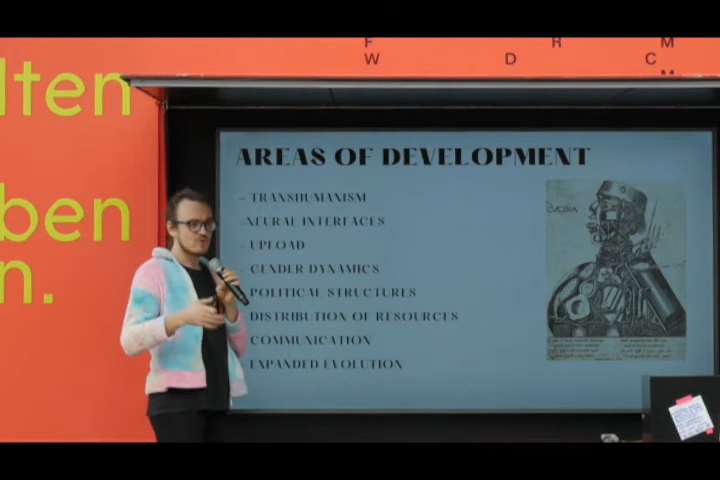 lten
ben
n.
F R M
W D C
AREAS OF DEVELOPMENT
- TRANSHUMANISM
-NEURAL INTERFACES
- UPLOAD
- GENDER DYNAMICS
- POLITICAL STRUCTURES
- DISTRIBUTION OF RESOURCES
- COMMUNICATION
- EXPANDED EVOLUTION